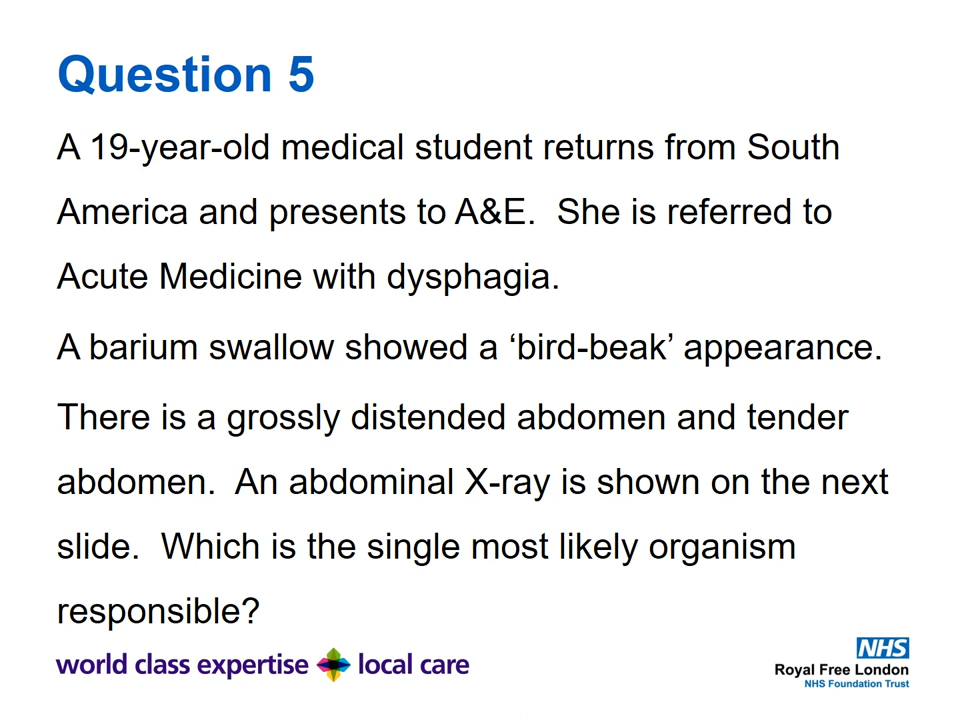 Question 5
A 19-year-old medical student returns from South
America and presents to A&E.  She is referred to
Acute Medicine with dysphagia.
A barium swallow showed a ‘bird-beak’ appearance.
There is a grossly distended abdomen and tender
abdomen.  An abdominal X-ray is shown on the next
slide.  Which is the single most likely organism
responsible?
world class expertise local care
NHS
Royal Free London
NHS Foundation Trust